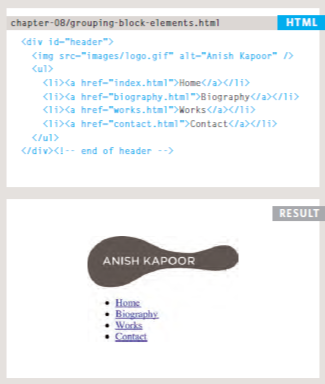 chapter-08/grouping-block-elements.html HTML
<div id="header">
<img src="images/logo.gif" alt="Anish Kapoor" />
<ul>
<li><a href="index.html">Home</a></li>
<li><a href="biography.html">Biography</a></li>
<li><a href="works.html">Works</a></li>
<li><a href="contact.html">Contact</a></li>
</ul>
</div><!-- end of header -->
RESULT
ANISH KAPOOR
• Home
• Biography
• Works
• Contact